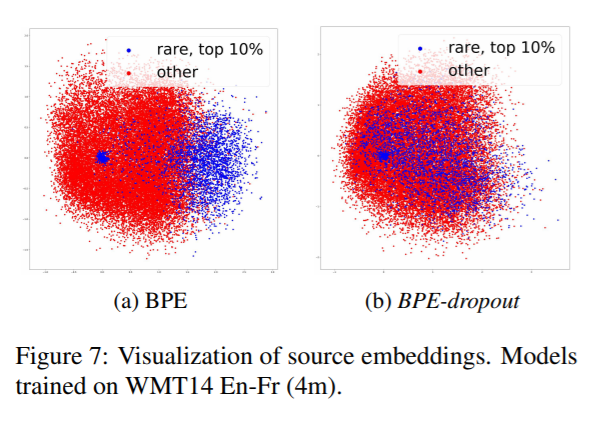 rare, top 10%
other
rare, top 10%
other
(a) BPE
(b) BPE-dropout
Figure 7: Visualization of source embeddings. Models
trained on WMT14 En-Fr (4m).